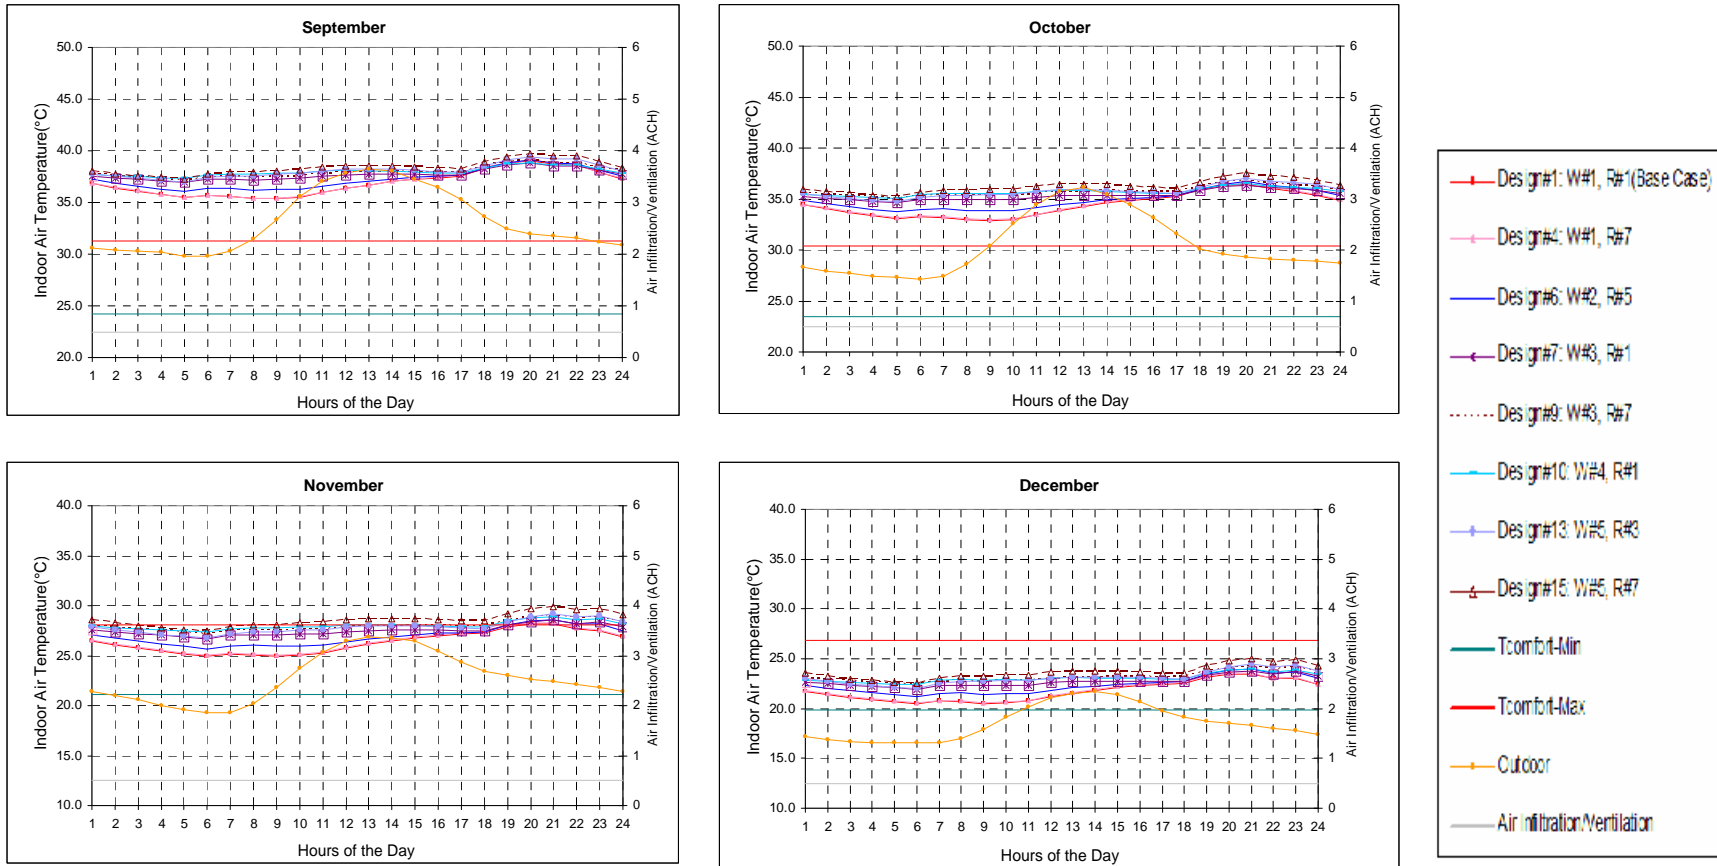 September
50.0
45.0
40.0
35.0
30.0
25.0
20.0
6
5
4
3
2
1
0
Indoor Air Temperature(°C)
Air Infiltration/Ventilation (ACH)
1 2 3 4 5 6 7 8 9 10 11 12 13 14 15 16 17 18 19 20 21 22 23 24
Hours of the Day
October
50.0
45.0
40.0
35.0
30.0
25.0
20.0
6
5
4
3
2
1
0
Indoor Air Temperature(°C)
Air Infiltration/Ventilation (ACH)
1 2 3 4 5 6 7 8 9 10 11 12 13 14 15 16 17 18 19 20 21 22 23 24
Hours of the Day
November
40.0
35.0
30.0
25.0
20.0
15.0
10.0
6
5
4
3
2
1
0
Indoor Air Temperature(°C)
Air Infiltration/Ventilation (ACH)
1 2 3 4 5 6 7 8 9 10 11 12 13 14 15 16 17 18 19 20 21 22 23 24
Hours of the Day
December
40.0
35.0
30.0
25.0
20.0
15.0
10.0
6
5
4
3
2
1
0
Indoor Air Temperature(°C)
Air Infiltration/Ventilation (ACH)
1 2 3 4 5 6 7 8 9 10 11 12 13 14 15 16 17 18 19 20 21 22 23 24
Hours of the Day
Design#1: W#1, R#1(Base Case)
Design#4: W#1, R#7
Design#6: W#2, R#5
Design#7: W#3, R#1
Design#9: W#3, R#7
Design#10: W#4, R#1
Design#13: W#5, R#3
Design#15: W#5, R#7
Tcomfort-Min
Tcomfort-Max
Outdoor
Air Infiltration/Ventilation